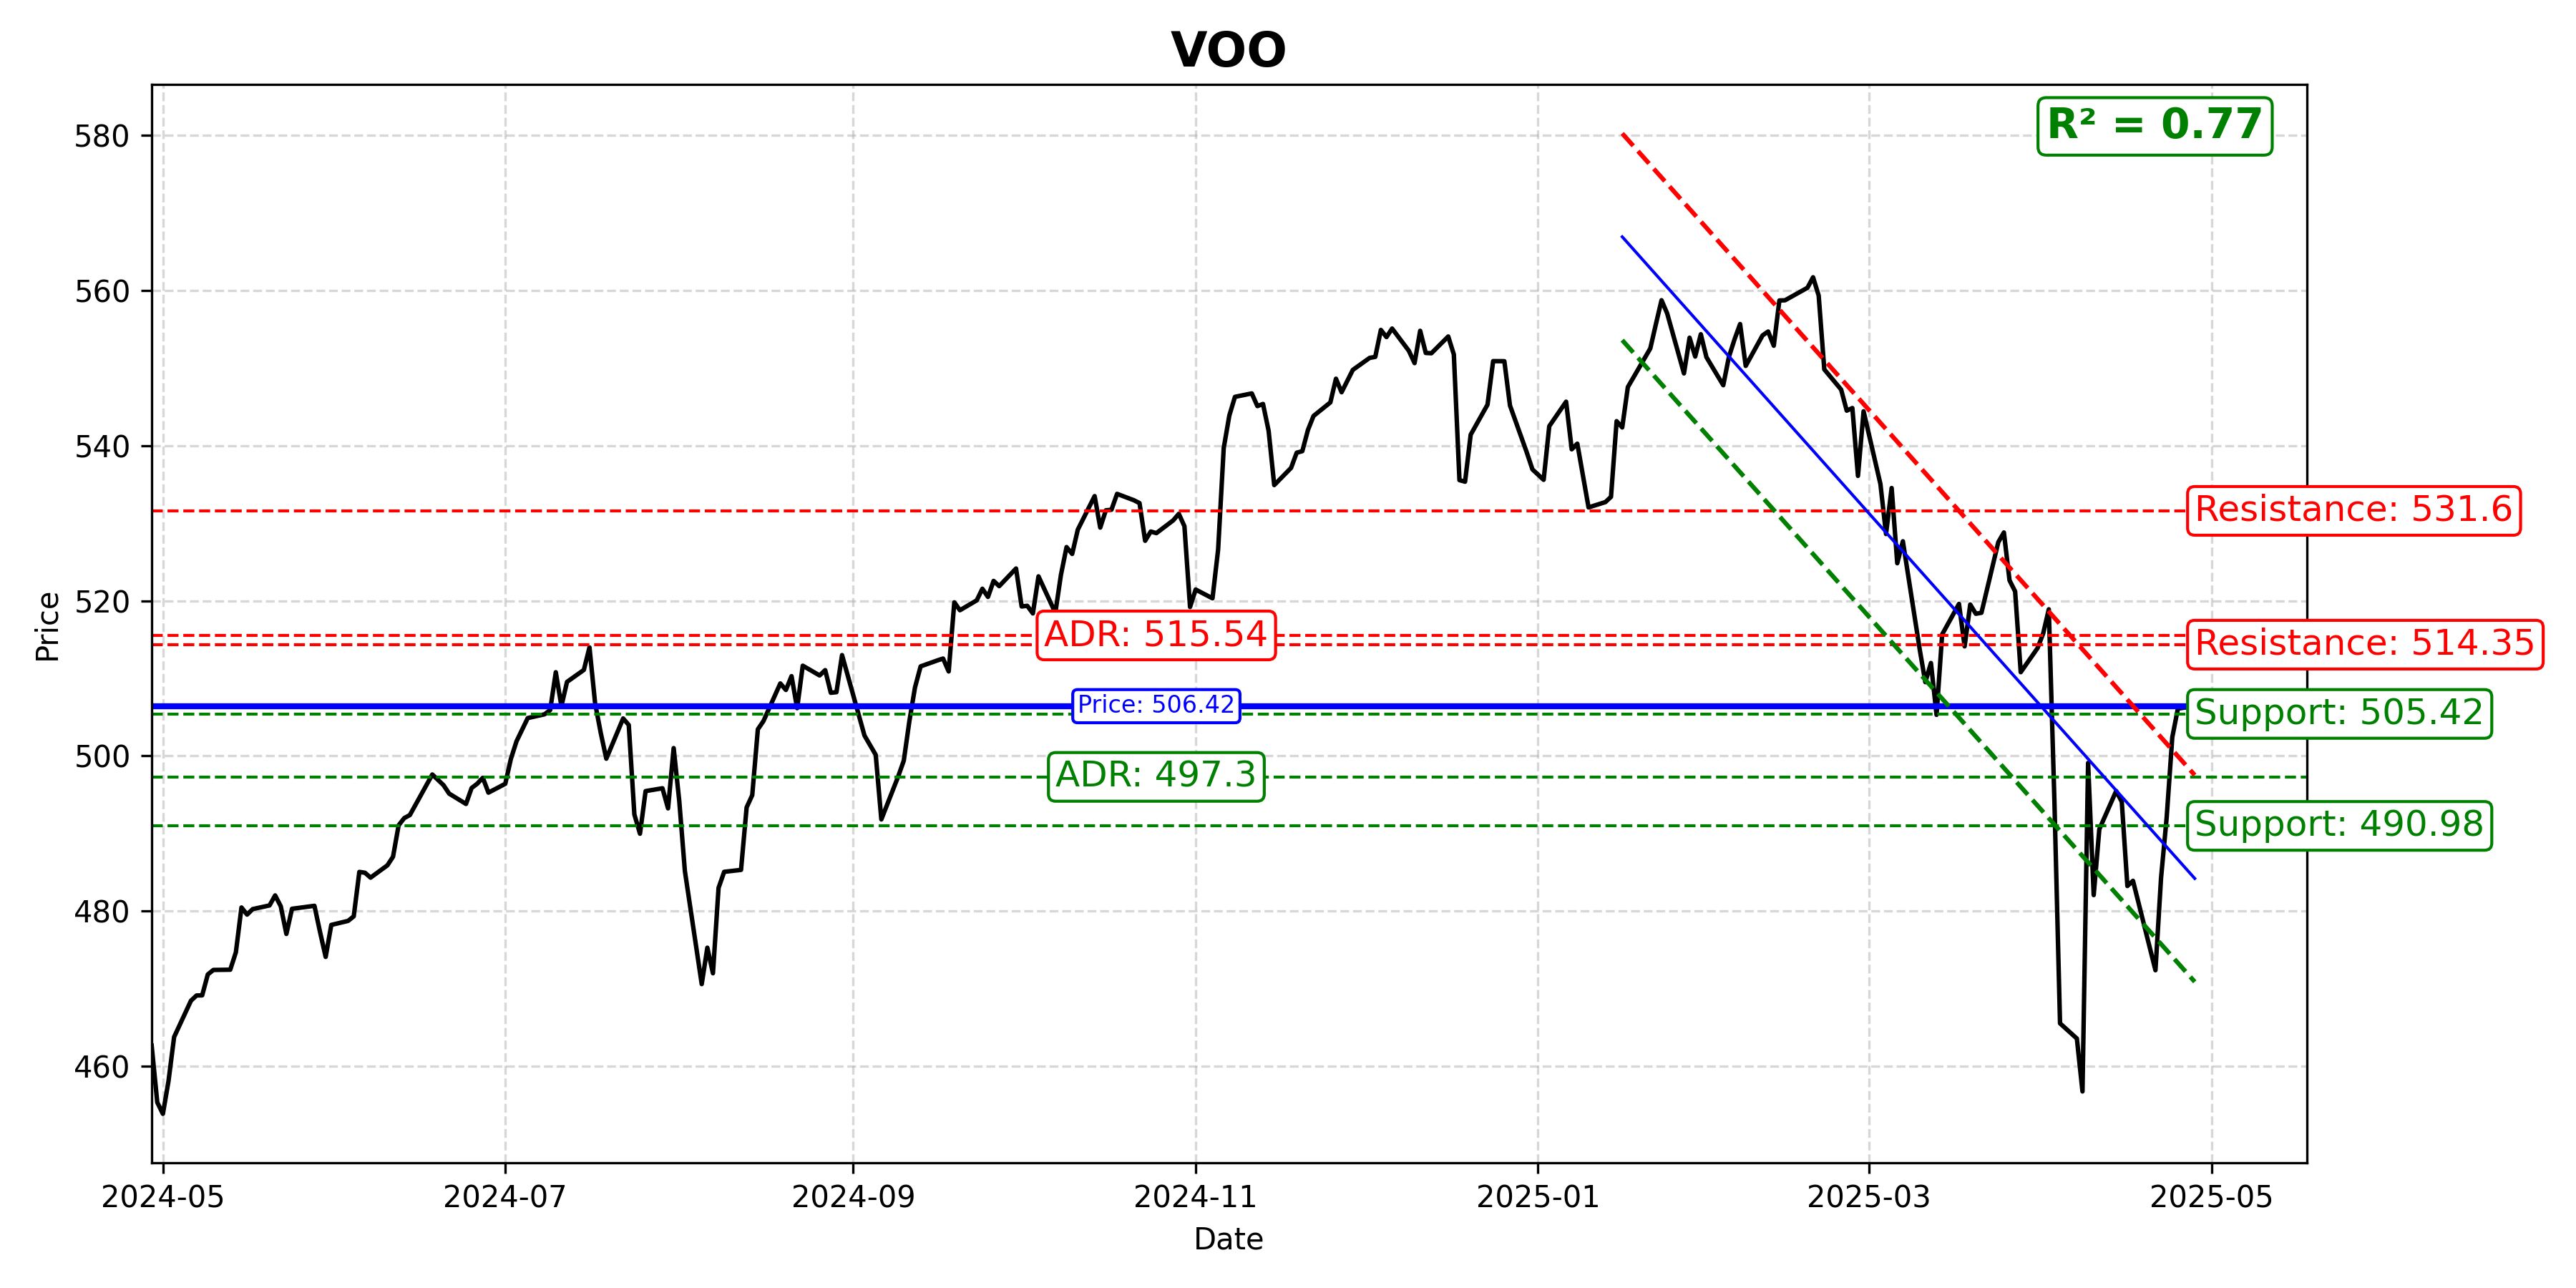 VOO
R² = 0.77
580
560
540
520
500
480
460
Price
Resistance: 531.6
ADR: 515.54
Resistance: 514.35
Price: 506.42
Support: 505.42
ADR: 497.3
Support: 490.98
2024-05
2024-07
2024-09
2024-11
2025-01
2025-03
2025-05
Date